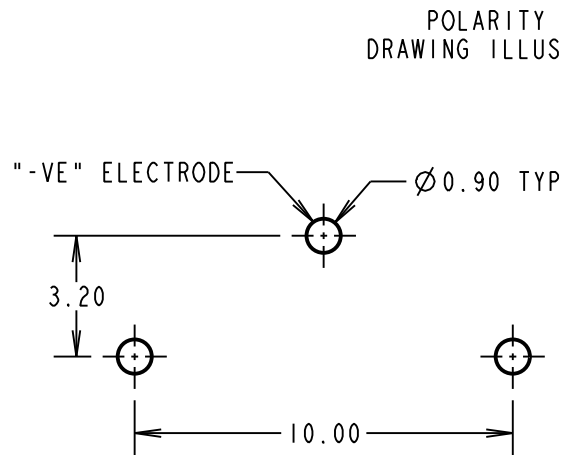 POLARITY
DRAWING ILLUS
"-VE" ELECTRODE
Ø0.90 TYP
3.20
10.00